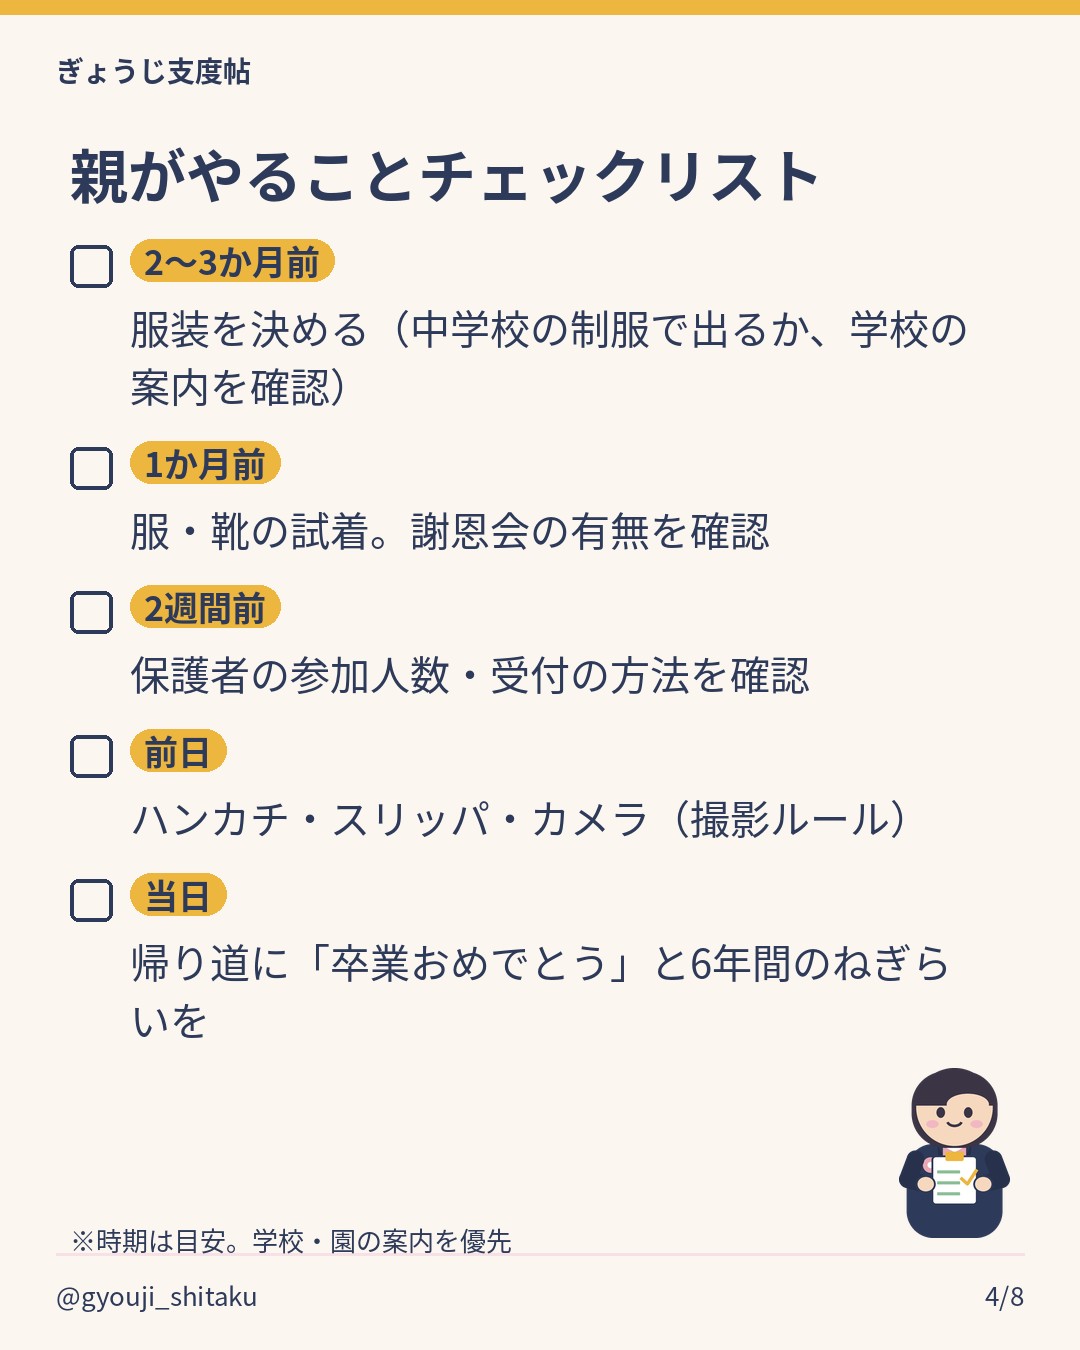 ぎょうじ支度帖
親がやることチェックリスト
2〜3か月前
服装を決める（中学校の制服で出るか、学校の
案内を確認）
1か月前
服・靴の試着。謝恩会の有無を確認
2週間前
保護者の参加人数・受付の方法を確認
前日
ハンカチ・スリッパ・カメラ（撮影ルール）
当日
帰り道に「卒業おめでとう」と6年間のねぎら
いを
※時期は目安。学校・園の案内を優先
@gyouji_shitaku
4/8